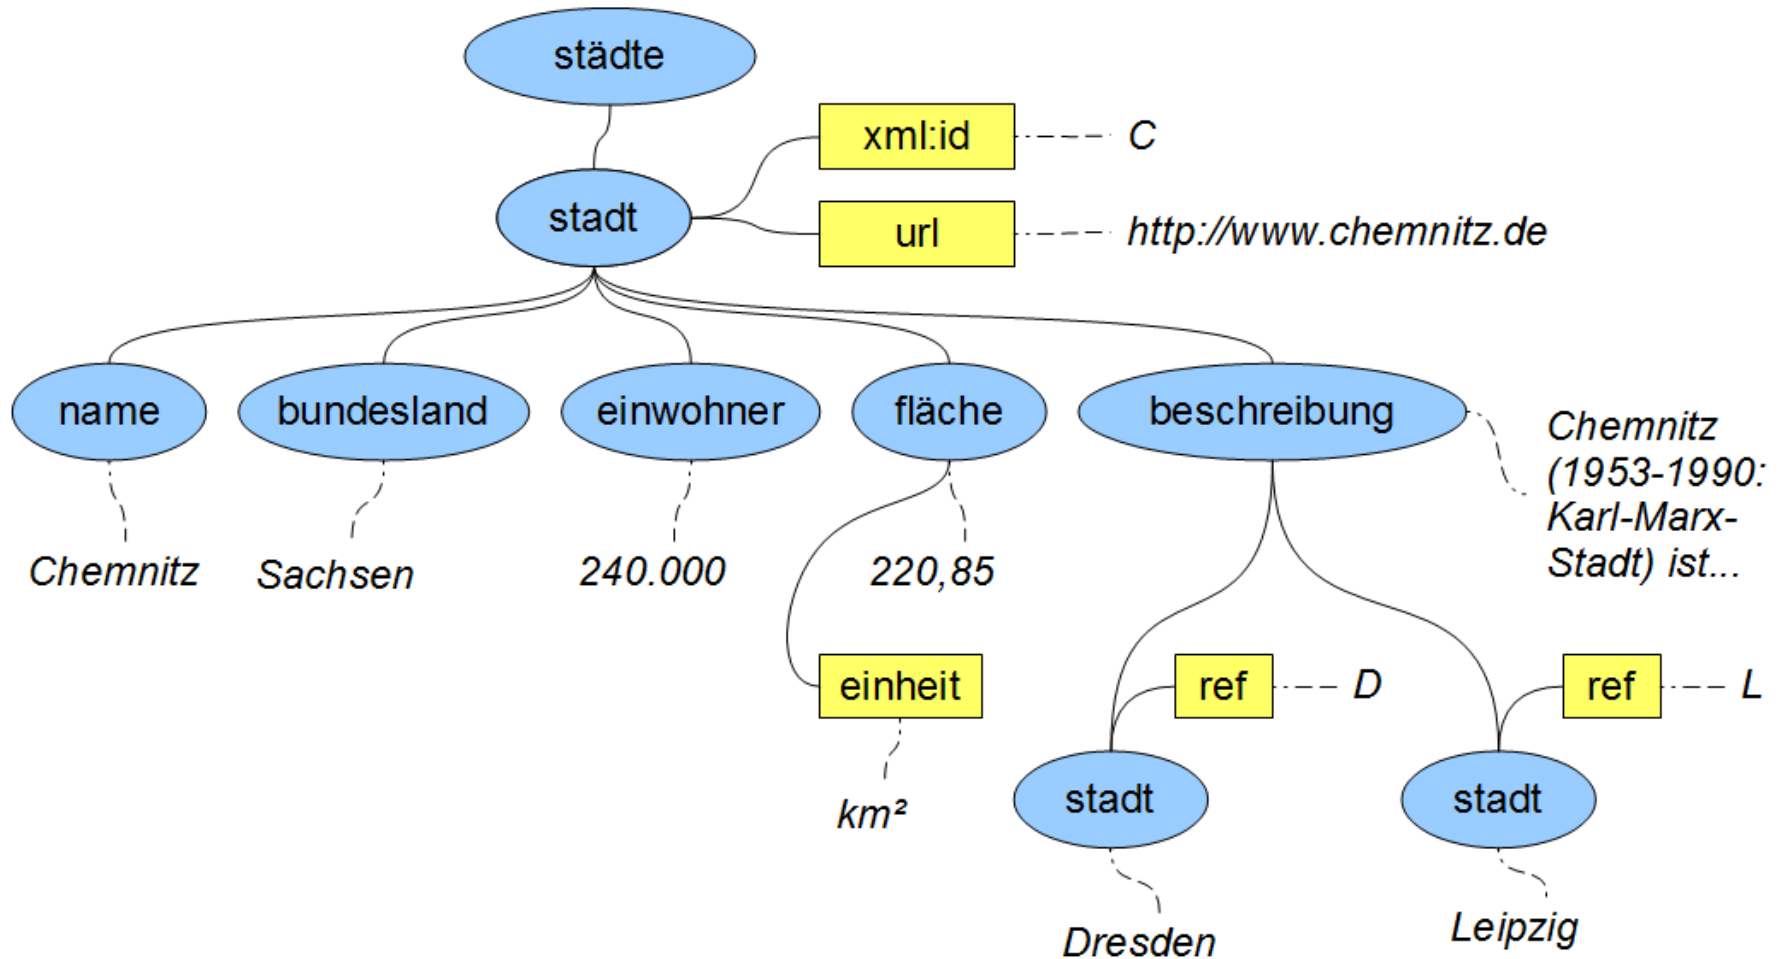 städte
xml:id
C
stadt
url
http://www.chemnitz.de
name
bundesland
einwohner
fläche
beschreibung
Chemnitz
(1953-1990:
Karl-Marx-
Stadt) ist...
Chemnitz
Sachsen
240.000
220,85
einheit
ref
D
ref
L
km²
stadt
stadt
Dresden
Leipzig